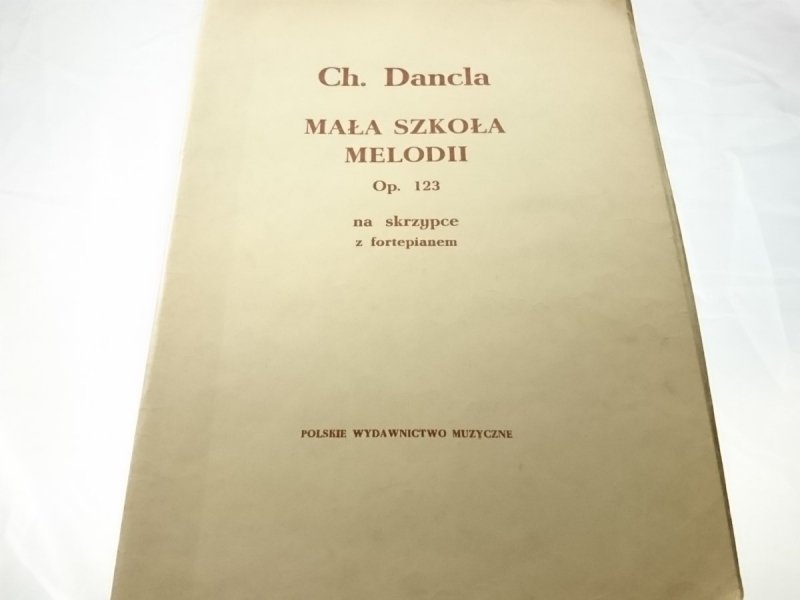 Ch. Dancla
MAŁA SZKOŁA
MELODII
Op. 123
na skrzypce
z fortepianem
POLSKIE WYDAWNICTWO MUZYCZNE